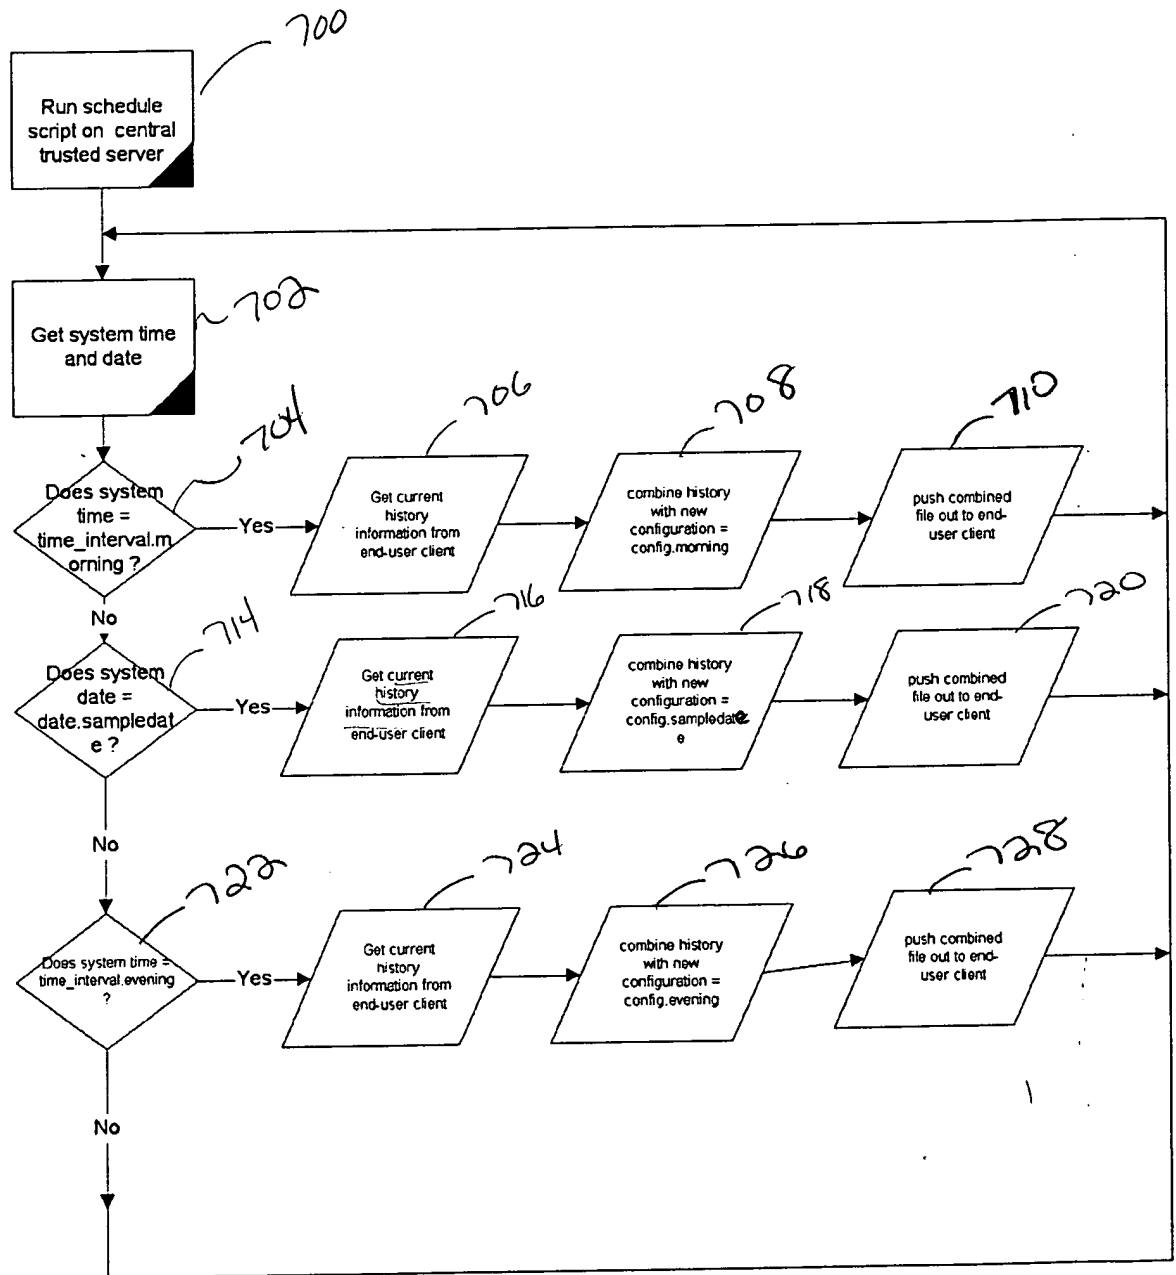 700
Run schedule
script on central
trusted server
702
Get system time
and date
704
Does system
time =
time_interval.m
orning ?
Yes
706
Get current
history
information from
end-user client
708
combine history
with new
configuration =
config.morning
710
push combined
file out to end-
user client
No
714
Does system
date =
date.sampledat
e ?
Yes
716
Get current
history
information from
end-user client
718
combine history
with new
configuration =
config.sampledate
e
720
push combined
file out to end-
user client
No
722
Does system time =
time_interval.evening
?
Yes
724
Get current
history
information from
end-user client
726
combine history
with new
configuration =
config.evening
728
push combined
file out to end-
user client
No